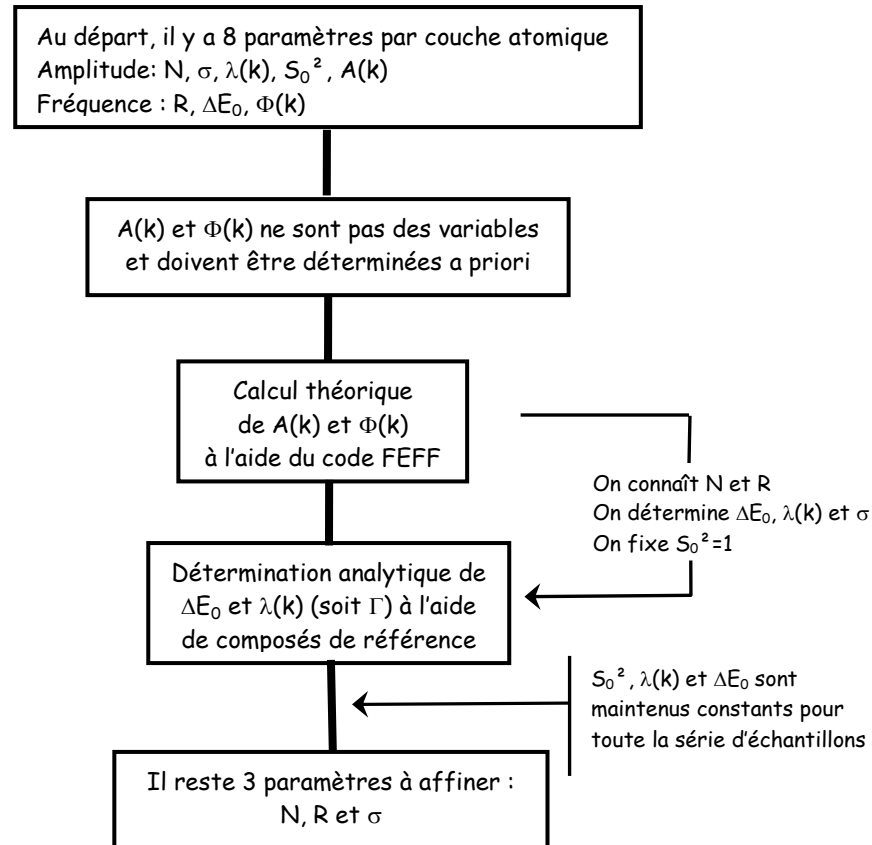 Au départ, il y a 8 paramètres par couche atomique
Amplitude: N, σ, λ(k), S₀², A(k)
Fréquence : R, ΔE₀, Φ(k)
A(k) et Φ(k) ne sont pas des variables
et doivent être déterminées a priori
Calcul théorique
de A(k) et Φ(k)
à l'aide du code FEFF
On connaît N et R
On détermine ΔE₀, λ(k) et σ
On fixe S₀²=1
Détermination analytique de
ΔE₀ et λ(k) (soit Γ) à l'aide
de composés de référence
S₀², λ(k) et ΔE₀ sont
maintenus constants pour
toute la série d'échantillons
Il reste 3 paramètres à affiner :
N, R et σ